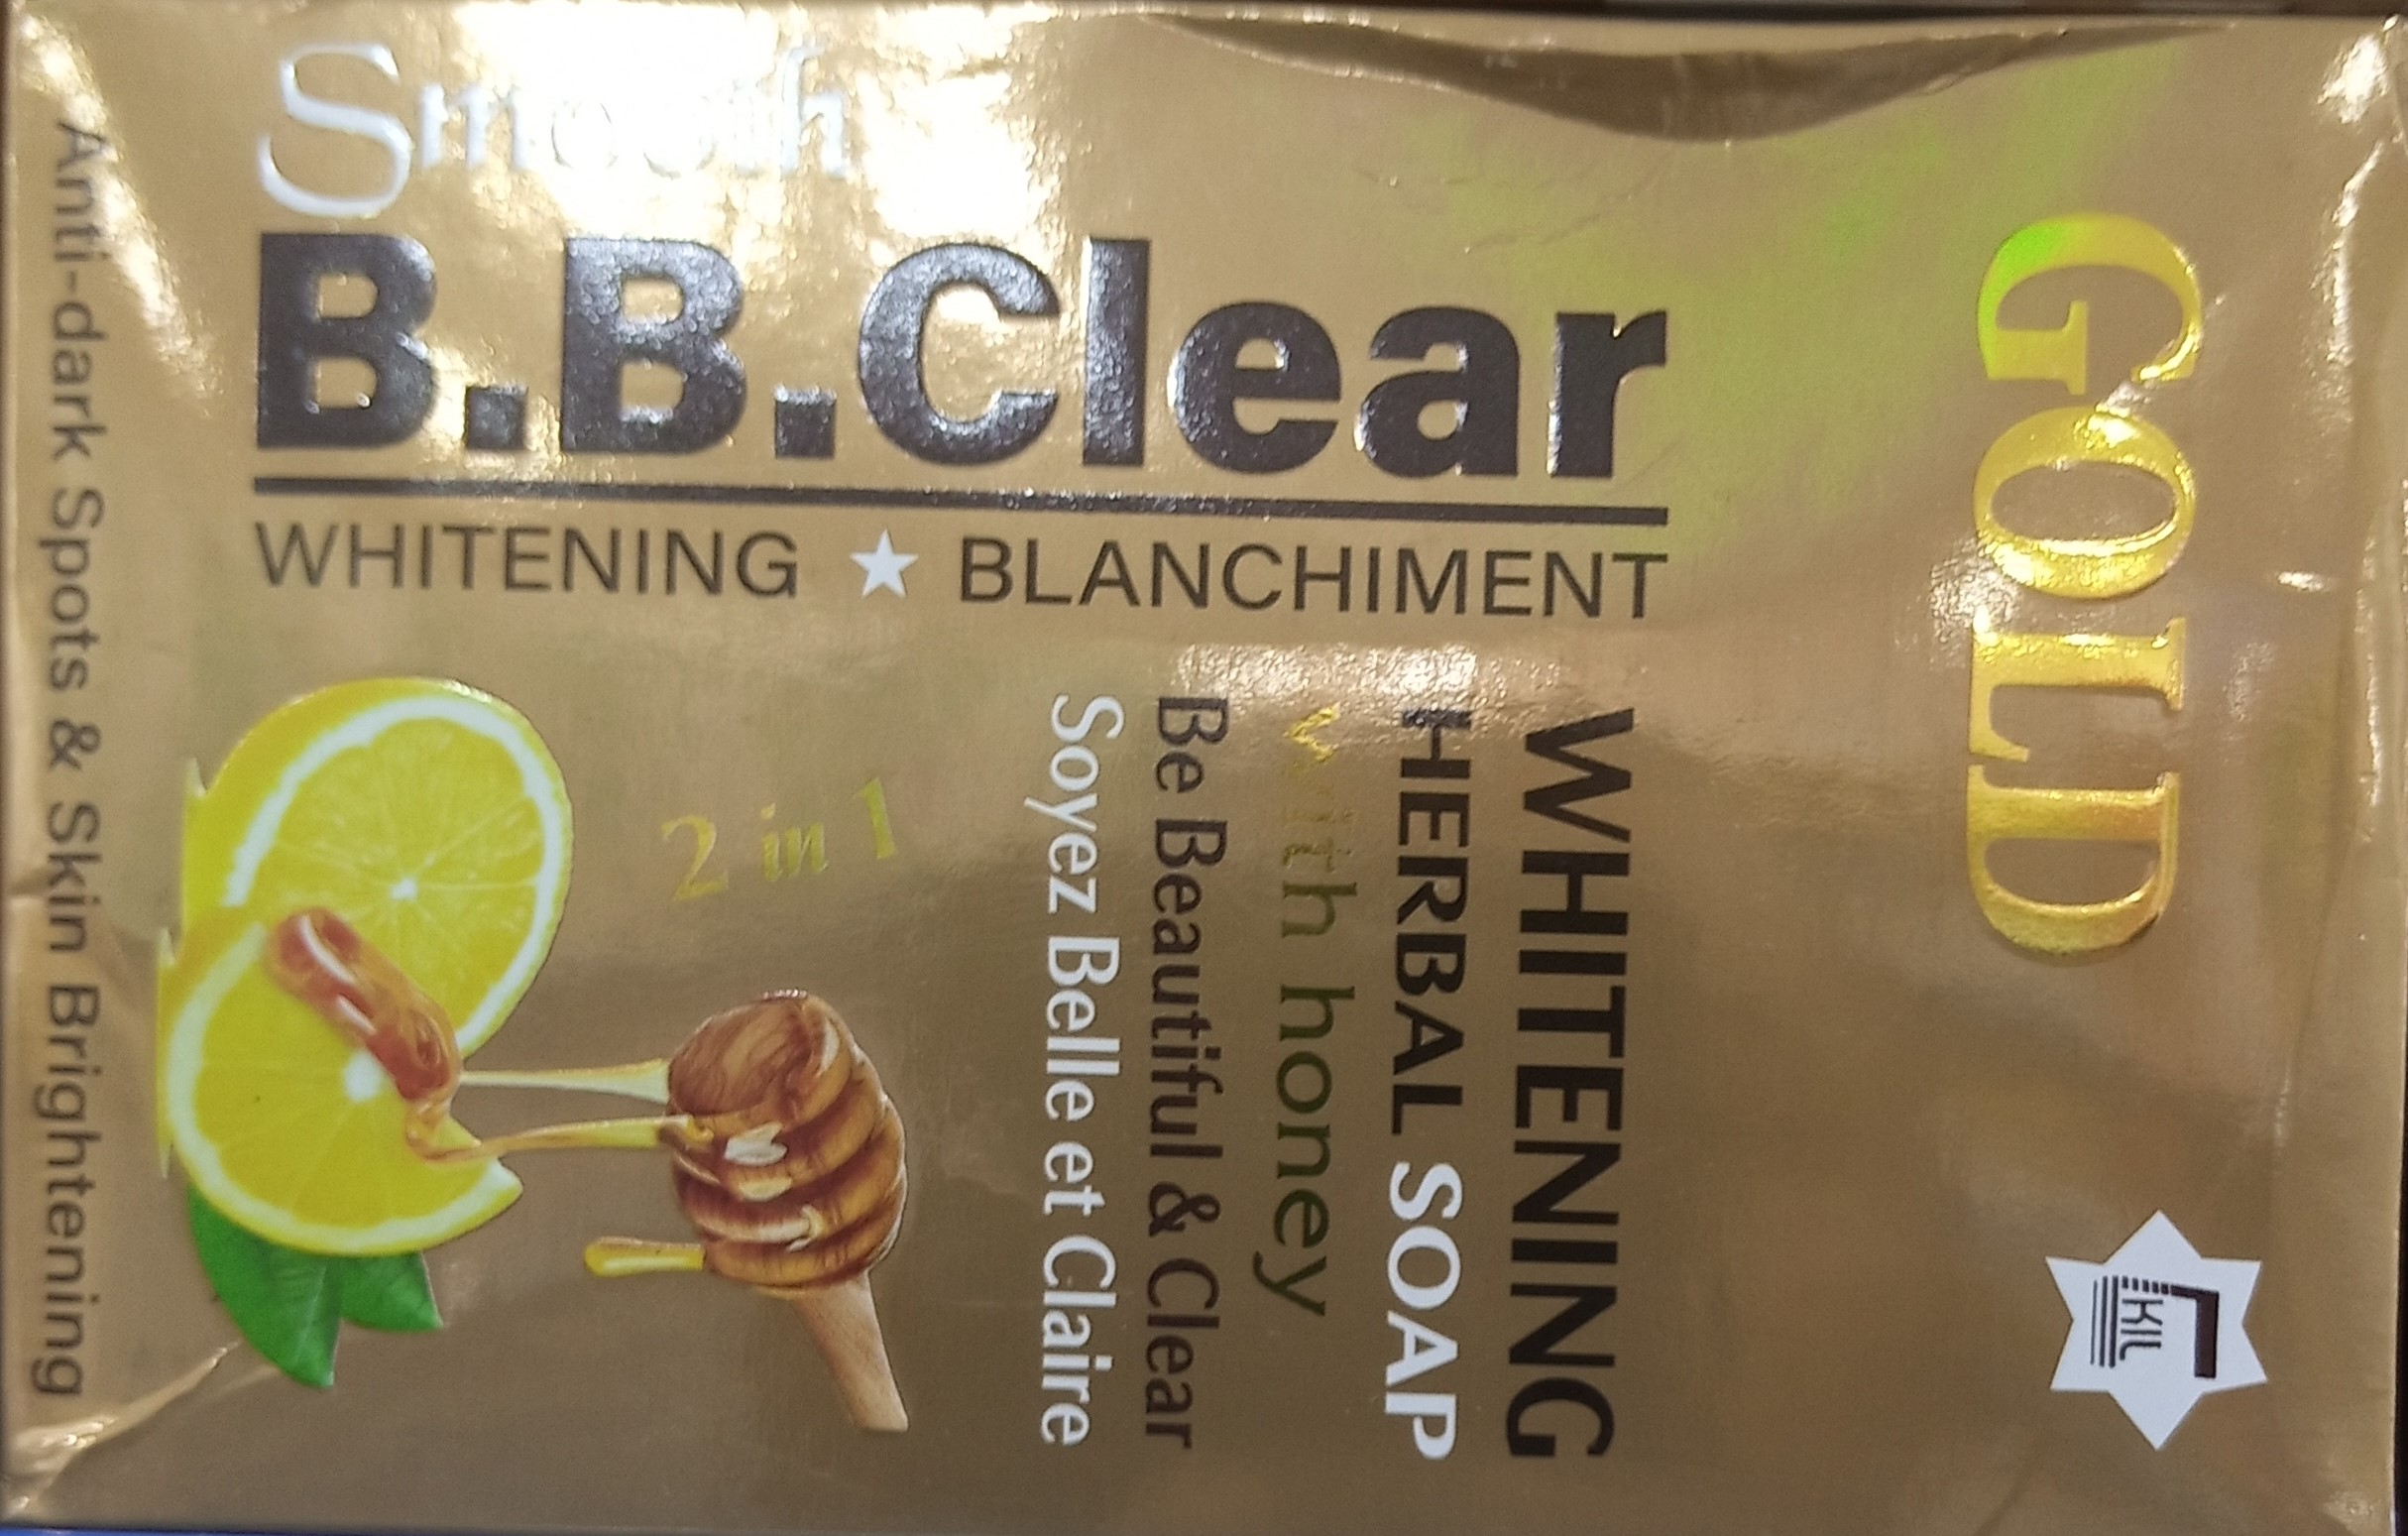 GOLD
KIL
Smooth
B.B.Clear
WHITENING ★ BLANCHIMENT
WHITENING
HERBAL SOAP
with honey
Be Beautiful & Clear
Soyez Belle et Claire
2 in 1
Anti-dark Spots & Skin Brightening